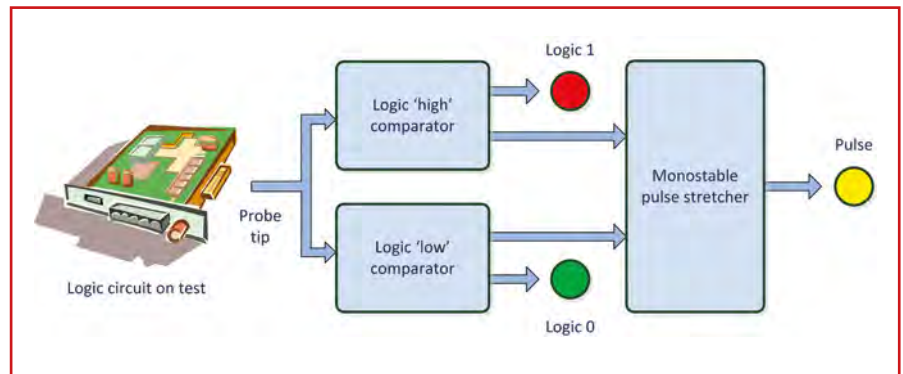 Logic 1
Logic ‘high’
comparator
Pulse
Monostable
pulse stretcher
Probe
tip
Logic ‘low’
comparator
Logic circuit on test
Logic 0